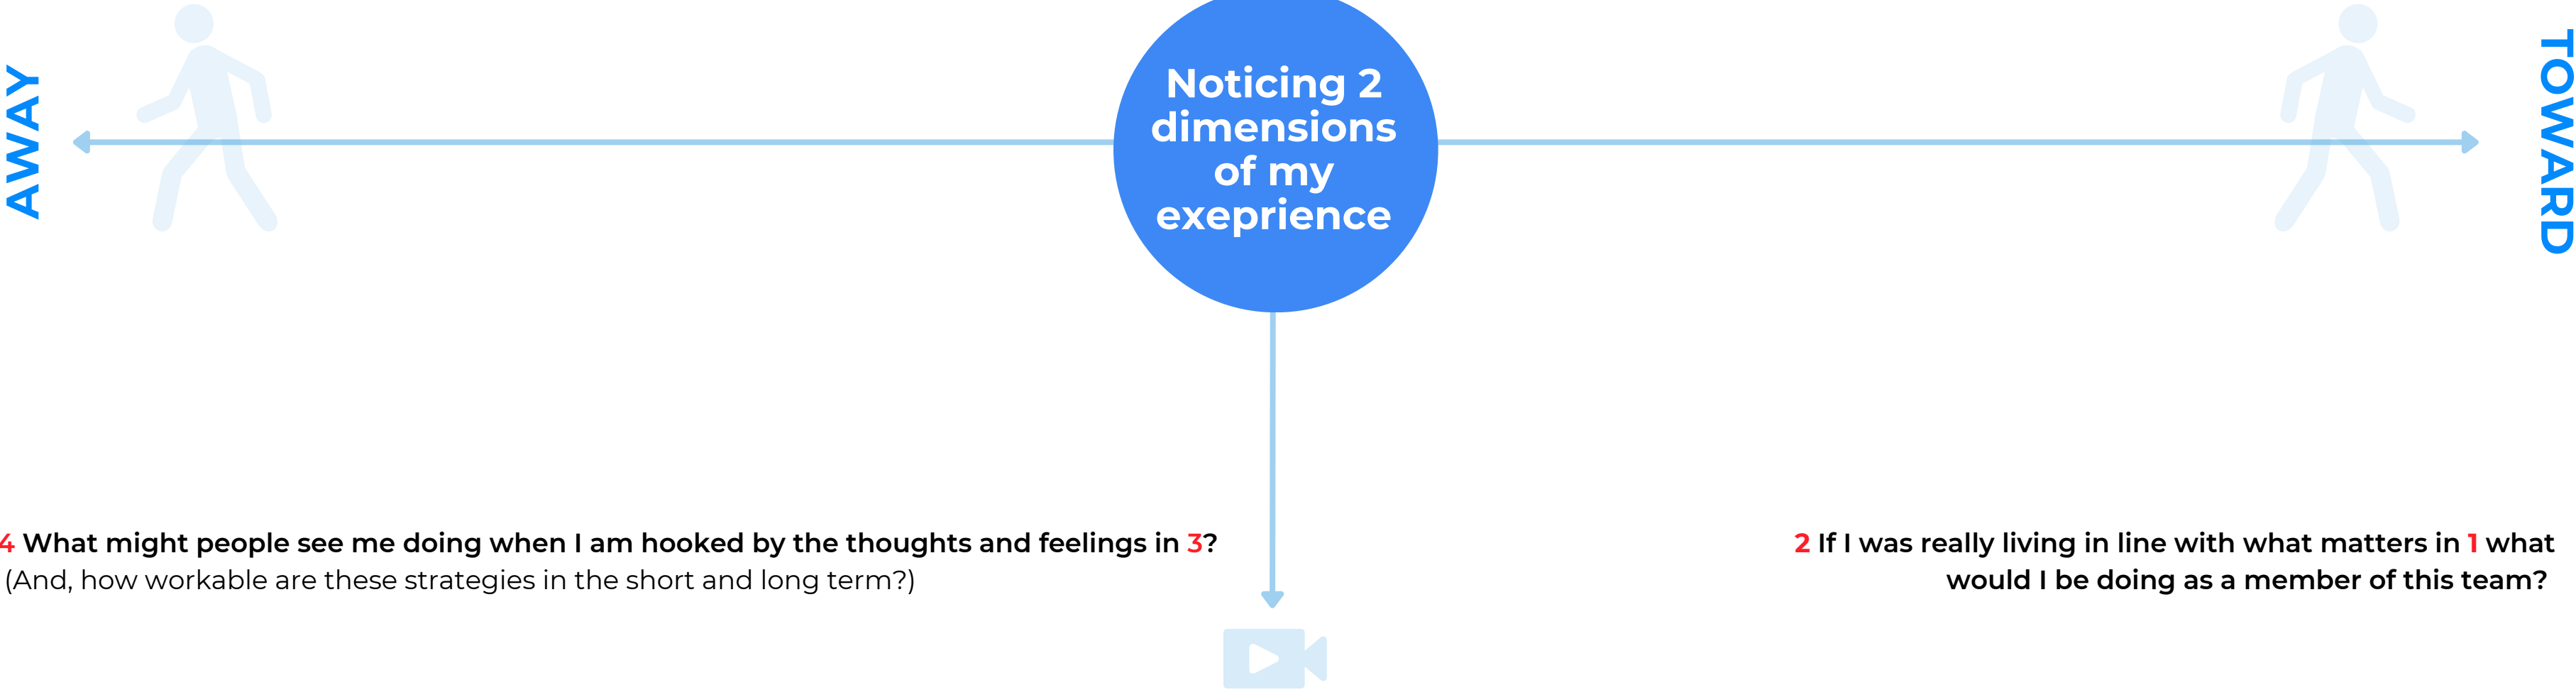 AWAY
Noticing 2
dimensions
of my
exeprience
TOWARD
4 What might people see me doing when I am hooked by the thoughts and feelings in 3?
(And, how workable are these strategies in the short and long term?)
2 If I was really living in line with what matters in 1 what
would I be doing as a member of this team?